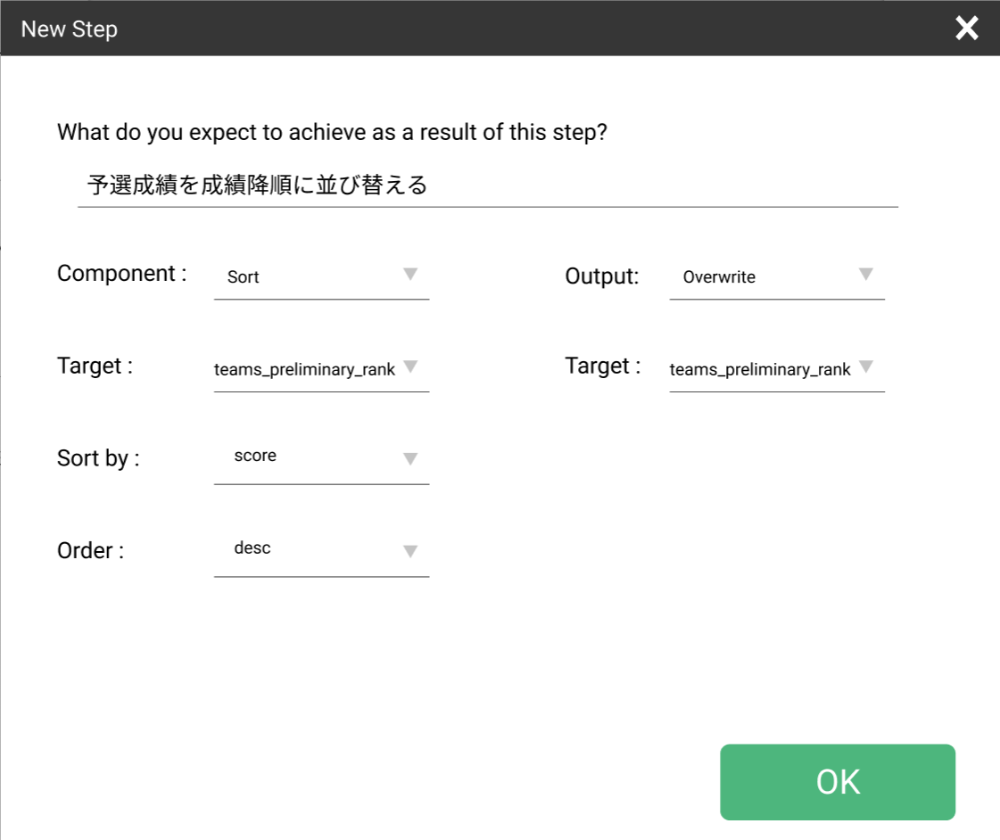 New Step
What do you expect to achieve as a result of this step?
予選成績を成績降順に並び替える
Component : Sort Output: Overwrite
Target : teams_preliminary_rank Target : teams_preliminary_rank
Sort by : score
Order : desc
OK